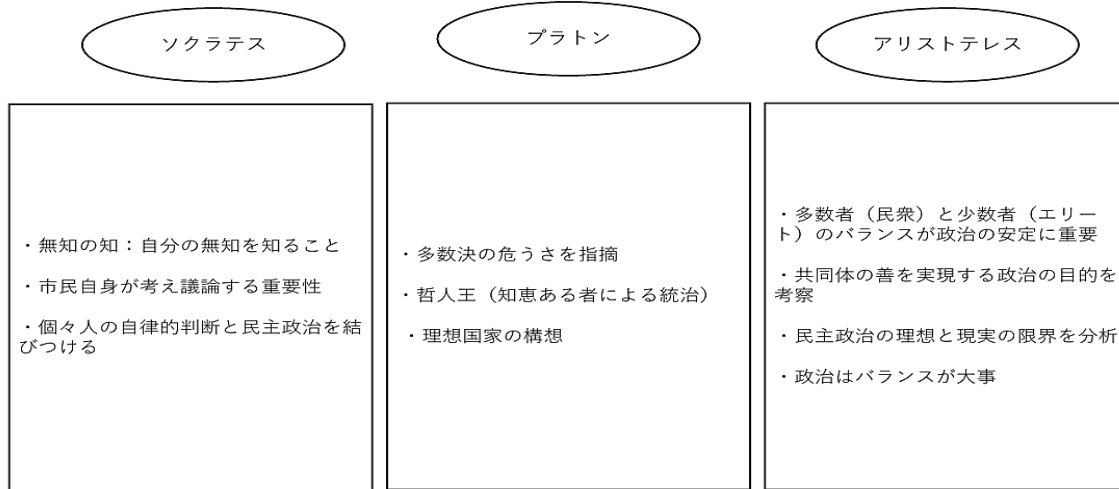 ソクラテス
プラトン
アリストテレス
・無知の知：自分の無知を知ること
・市民自身が考え議論する重要性
・個々人の自律的判断と民主政治を結
びつける
・多数決の危うさを指摘
・哲人王（知恵ある者による統治）
・理想国家の構想
・多数者（民衆）と少数者（エリー
ト）のバランスが政治の安定に重要
・共同体の善を実現する政治の目的を
考察
・民主政治の理想と現実の限界を分析
・政治はバランスが大事